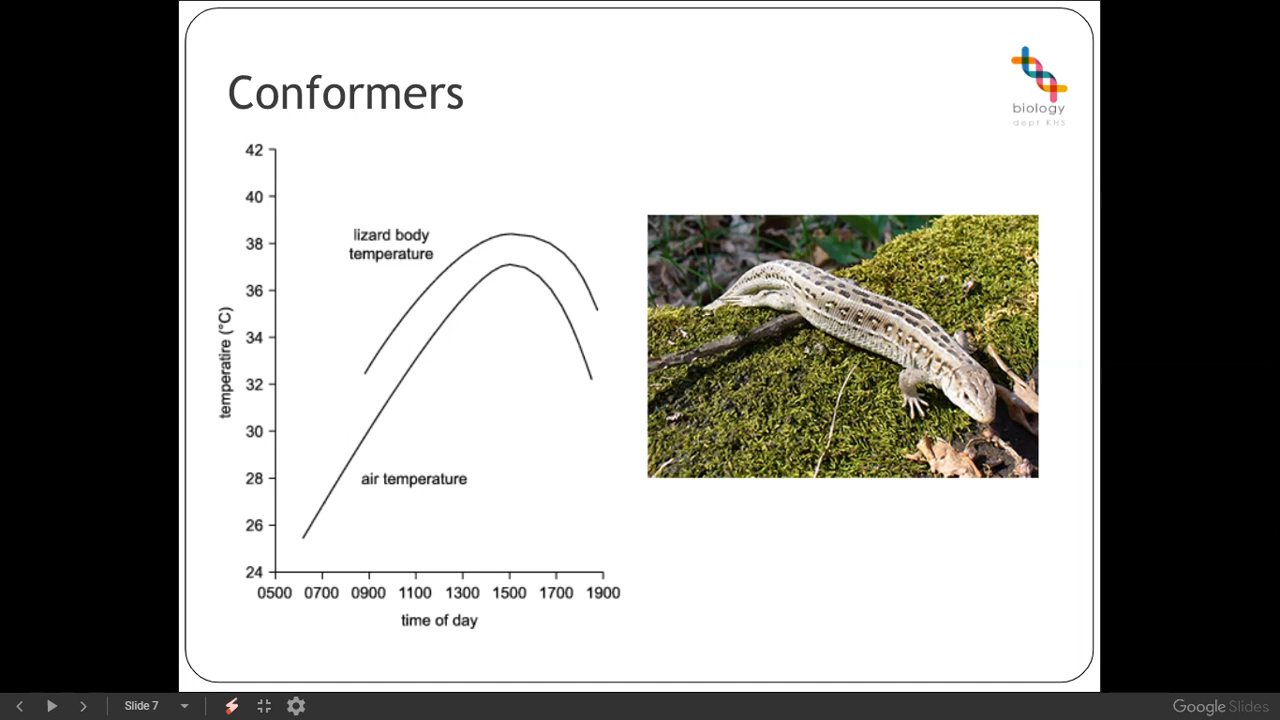 Conformers
biology
dept KHS
42
40
38
36
34
32
30
28
26
24
temperatire (°C)
lizard body
temperature
air temperature
0500 0700 0900 1100 1300 1500 1700 1900
time of day
Slide 7
Google Slides